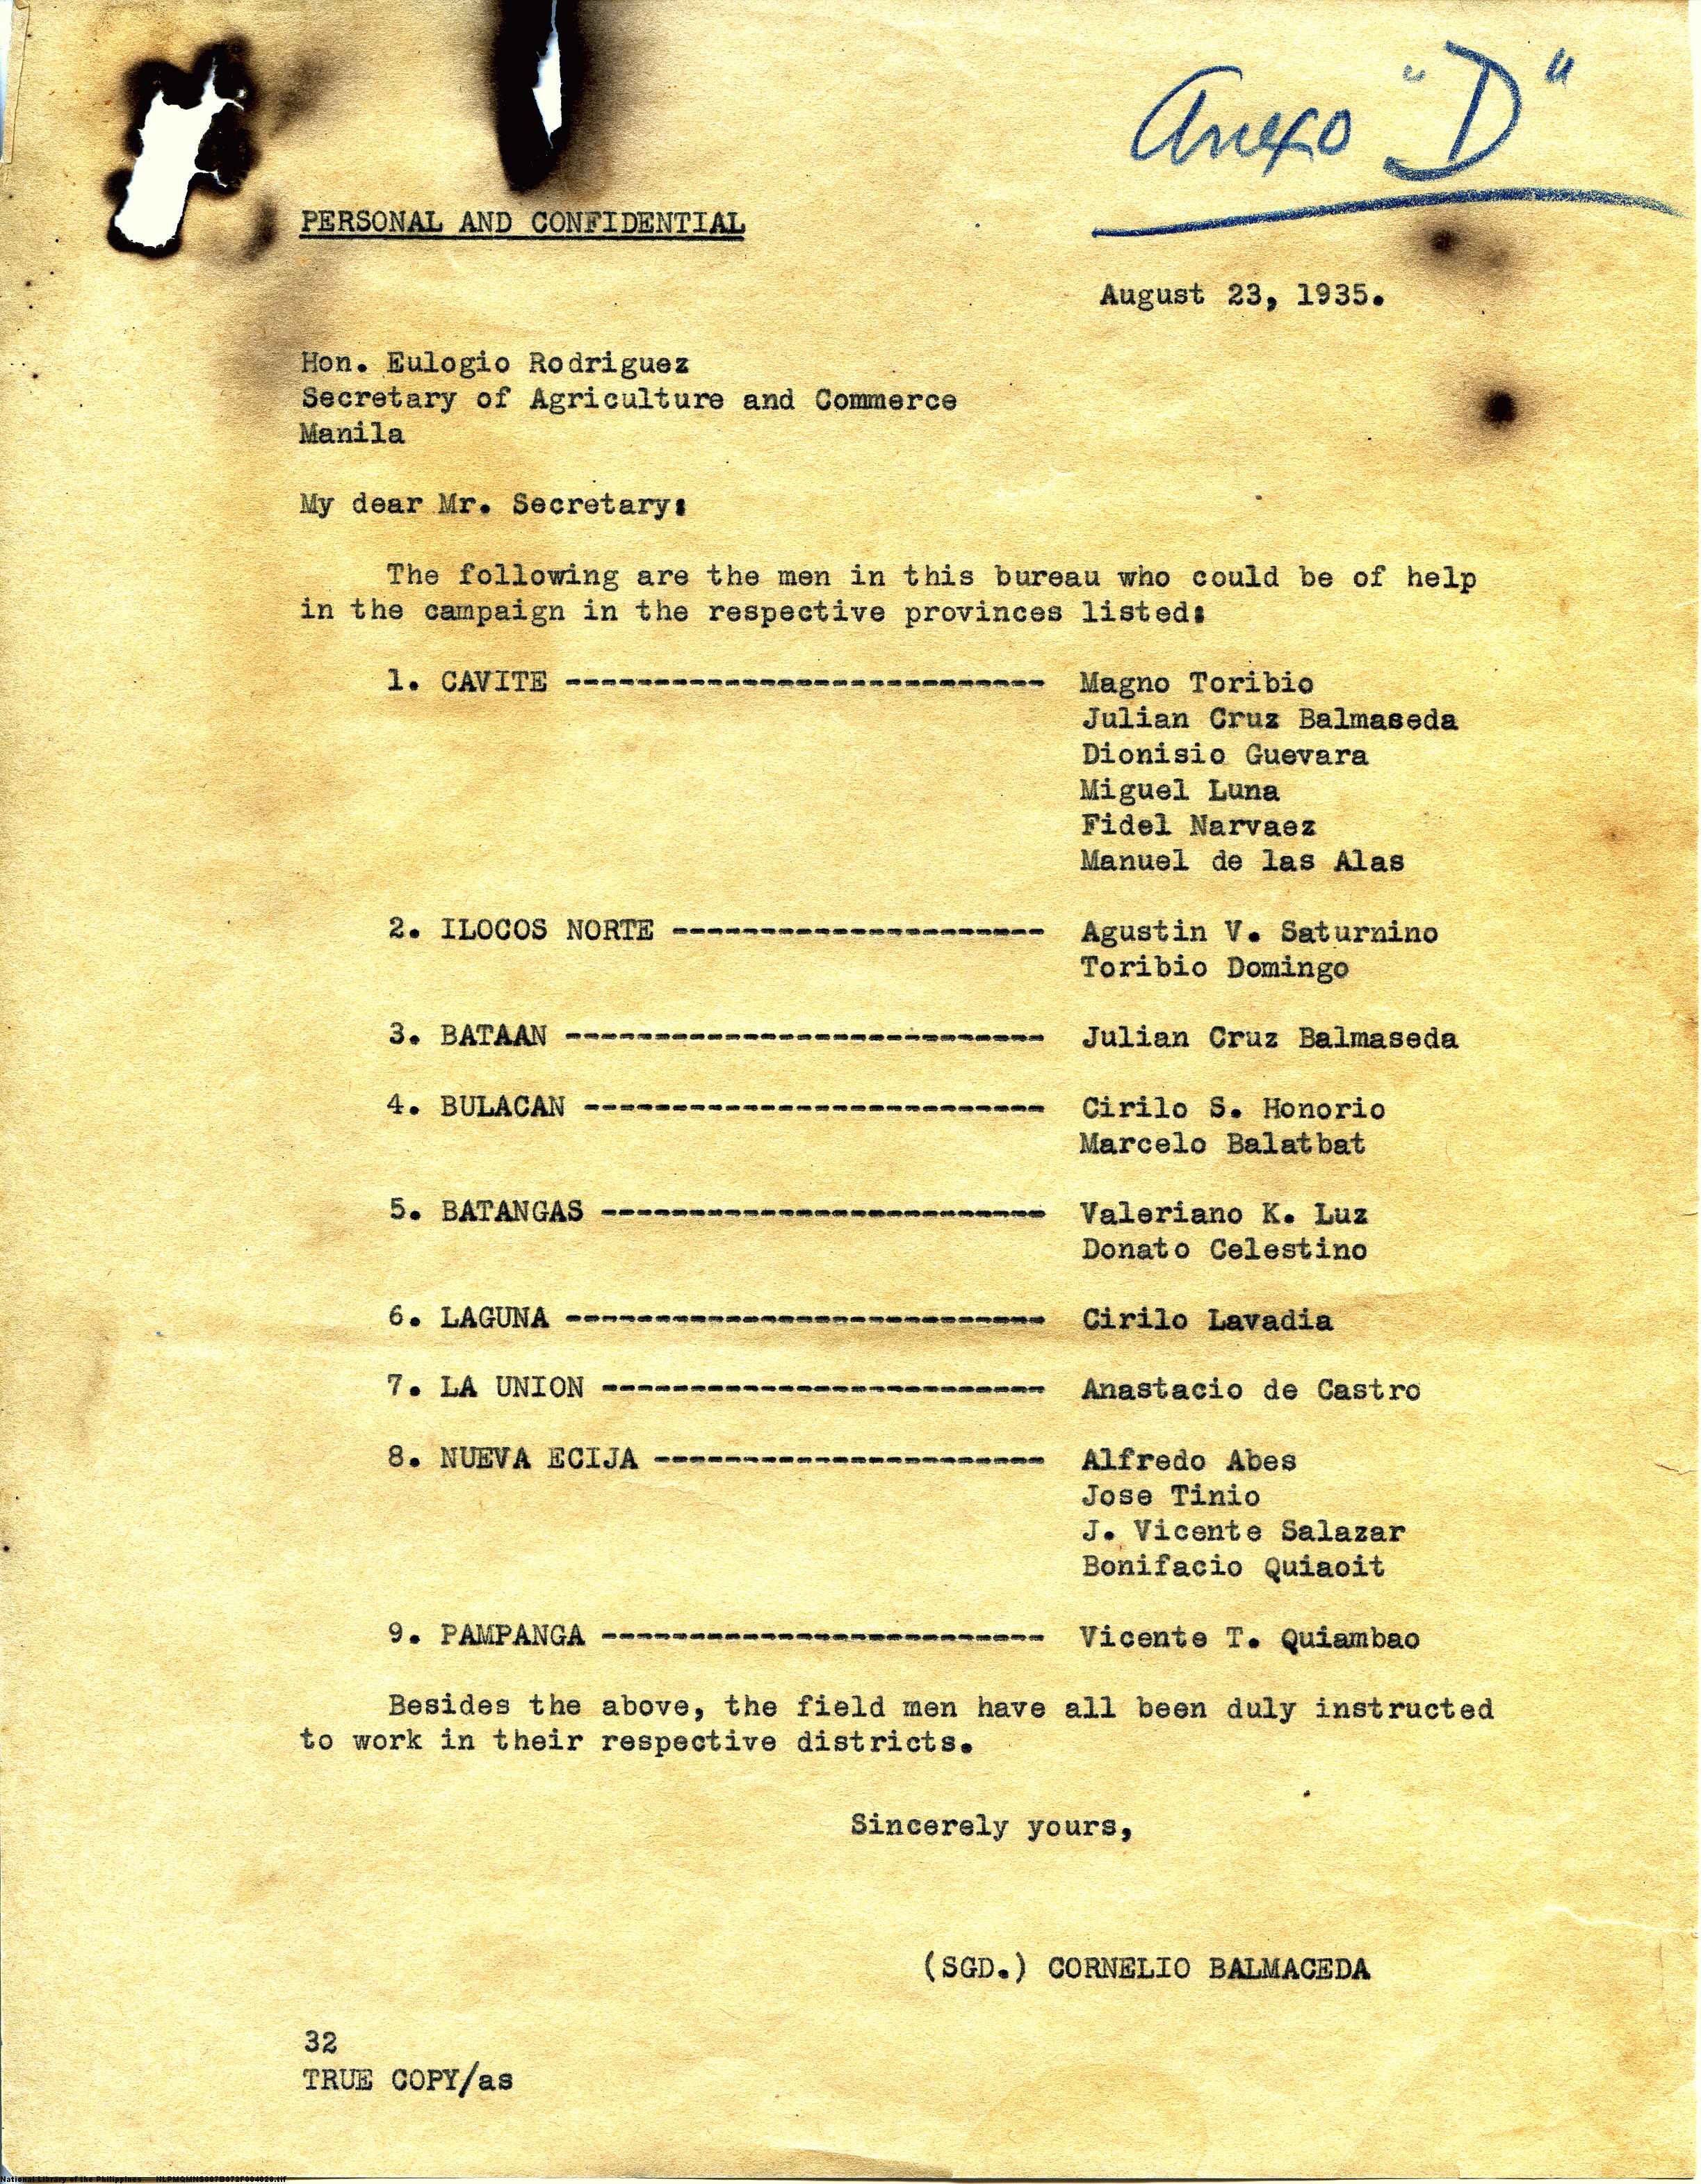 Anexo "D"
PERSONAL AND CONFIDENTIAL
August 23, 1935.
Hon. Eulogio Rodriguez
Secretary of Agriculture and Commerce
Manila
My dear Mr. Secretary:
The following are the men in this bureau who could be of help
in the campaign in the respective provinces listed:
1. CAVITE --------------------------- Magno Toribio
Julian Cruz Balmaseda
Dionisio Guevara
Miguel Luna
Fidel Narvaez
Manuel de las Alas
2. ILOCOS NORTE --------------------- Agustin V. Saturnino
Toribio Domingo
3. BATAAN --------------------------- Julian Cruz Balmaseda
4. BULACAN -------------------------- Cirilo S. Honorio
Marcelo Balatbat
5. BATANGAS ------------------------- Valeriano K. Luz
Donato Celestino
6. LAGUNA --------------------------- Cirilo Lavadia
7. LA UNION ------------------------- Anastacio de Castro
8. NUEVA ECIJA ---------------------- Alfredo Abes
Jose Tinio
J. Vicente Salazar
Bonifacio Quiaoit
9. PAMPANGA ------------------------- Vicente T. Quiambao
Besides the above, the field men have all been duly instructed
to work in their respective districts.
Sincerely yours,
(SGD.) CORNELIO BALMACEDA
32
TRUE COPY/as
National Library of the Philippines